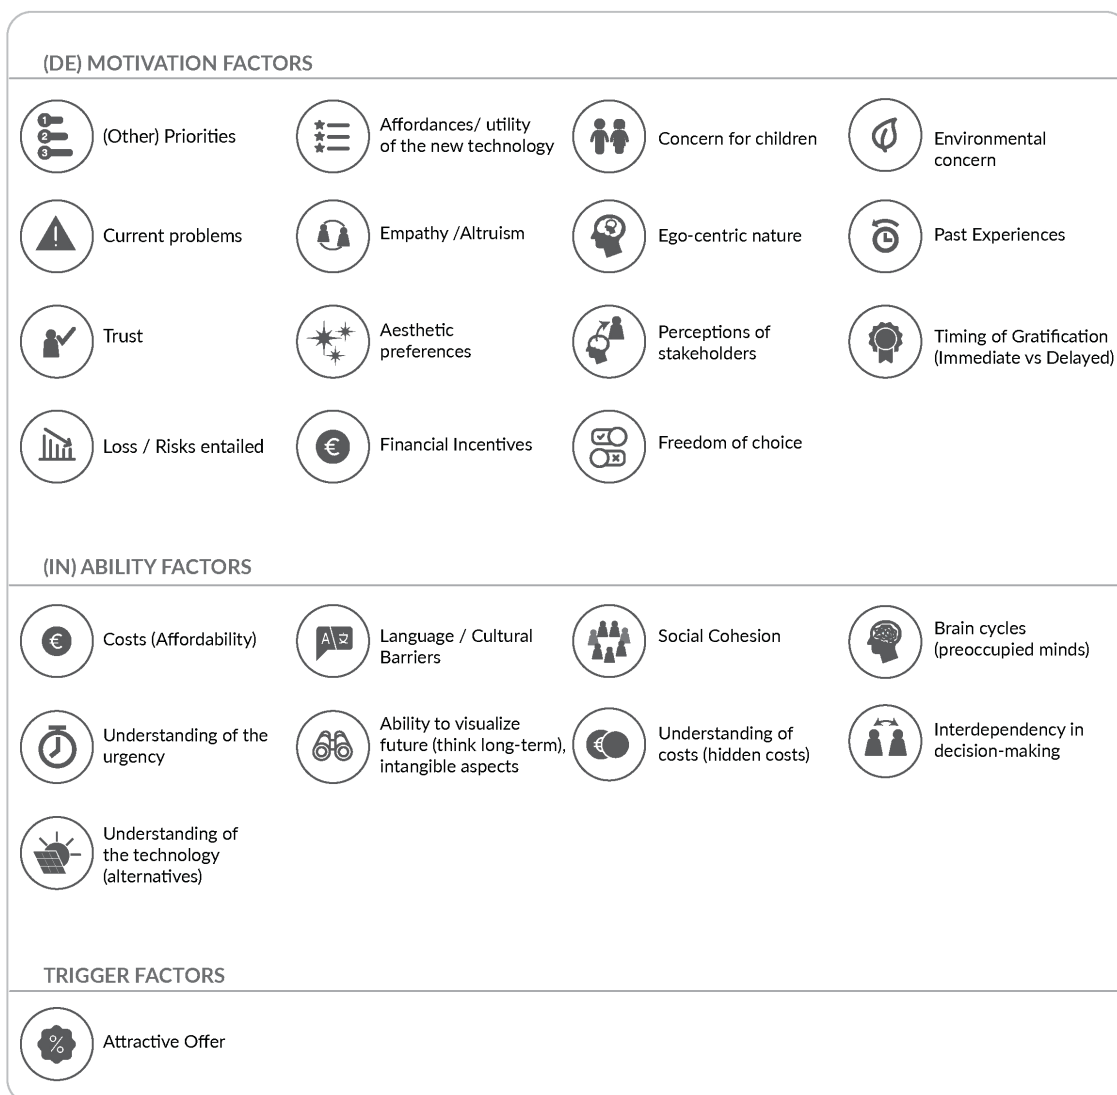 (DE) MOTIVATION FACTORS
1
2
3
(Other) Priorities
Affordances/ utility
of the new technology
Concern for children
Environmental
concern
!
Current problems
Empathy /Altruism
Ego-centric nature
Past Experiences
Trust
Aesthetic
preferences
Perceptions of
stakeholders
Timing of Gratification
(Immediate vs Delayed)
Loss / Risks entailed
€
Financial Incentives
Freedom of choice
(IN) ABILITY FACTORS
€
Costs (Affordability)
A 文
Language / Cultural
Barriers
Social Cohesion
Brain cycles
(preoccupied minds)
Understanding of the
urgency
Ability to visualize
future (think long-term),
intangible aspects
€
Understanding of
costs (hidden costs)
Interdependency in
decision-making
Understanding of
the technology
(alternatives)
TRIGGER FACTORS
%
Attractive Offer